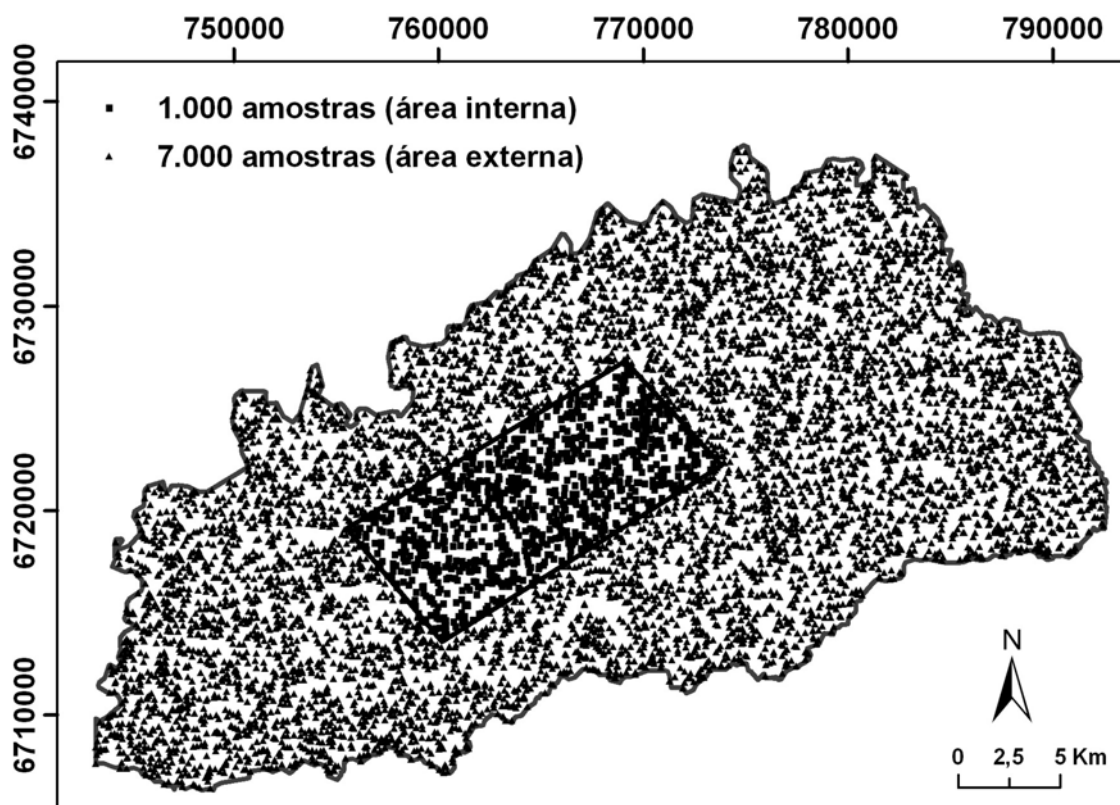 750000 760000 770000 780000 790000
6740000
6730000
6720000
6710000
1.000 amostras (área interna)
7.000 amostras (área externa)
N
0 2,5 5 Km